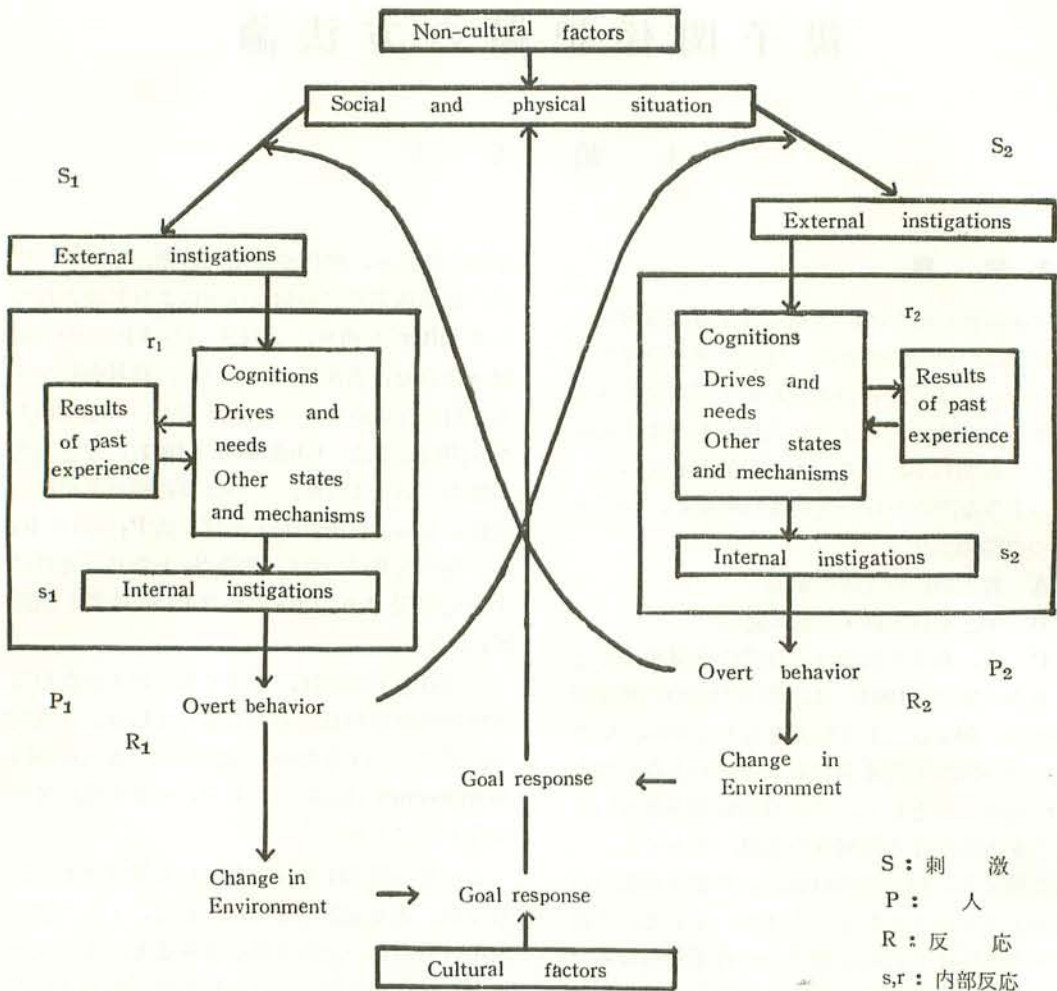 Non-cultural factors
Social and physical situation
S₁
S₂
External instigations
External instigations
r₁
Cognitions
Drives and
needs
Other states
and mechanisms
Results
of past
experience
Internal instigations
s₁
r₂
Cognitions
Drives and
needs
Other states
and mechanisms
Results
of past
experience
Internal instigations
s₂
P₁
Overt behavior
R₁
Overt behavior
P₂
R₂
Goal response
Change in
Environment
Change in
Environment
Goal response
Cultural factors
S：刺 激
P： 人
R：反 応
s,r：内部反応